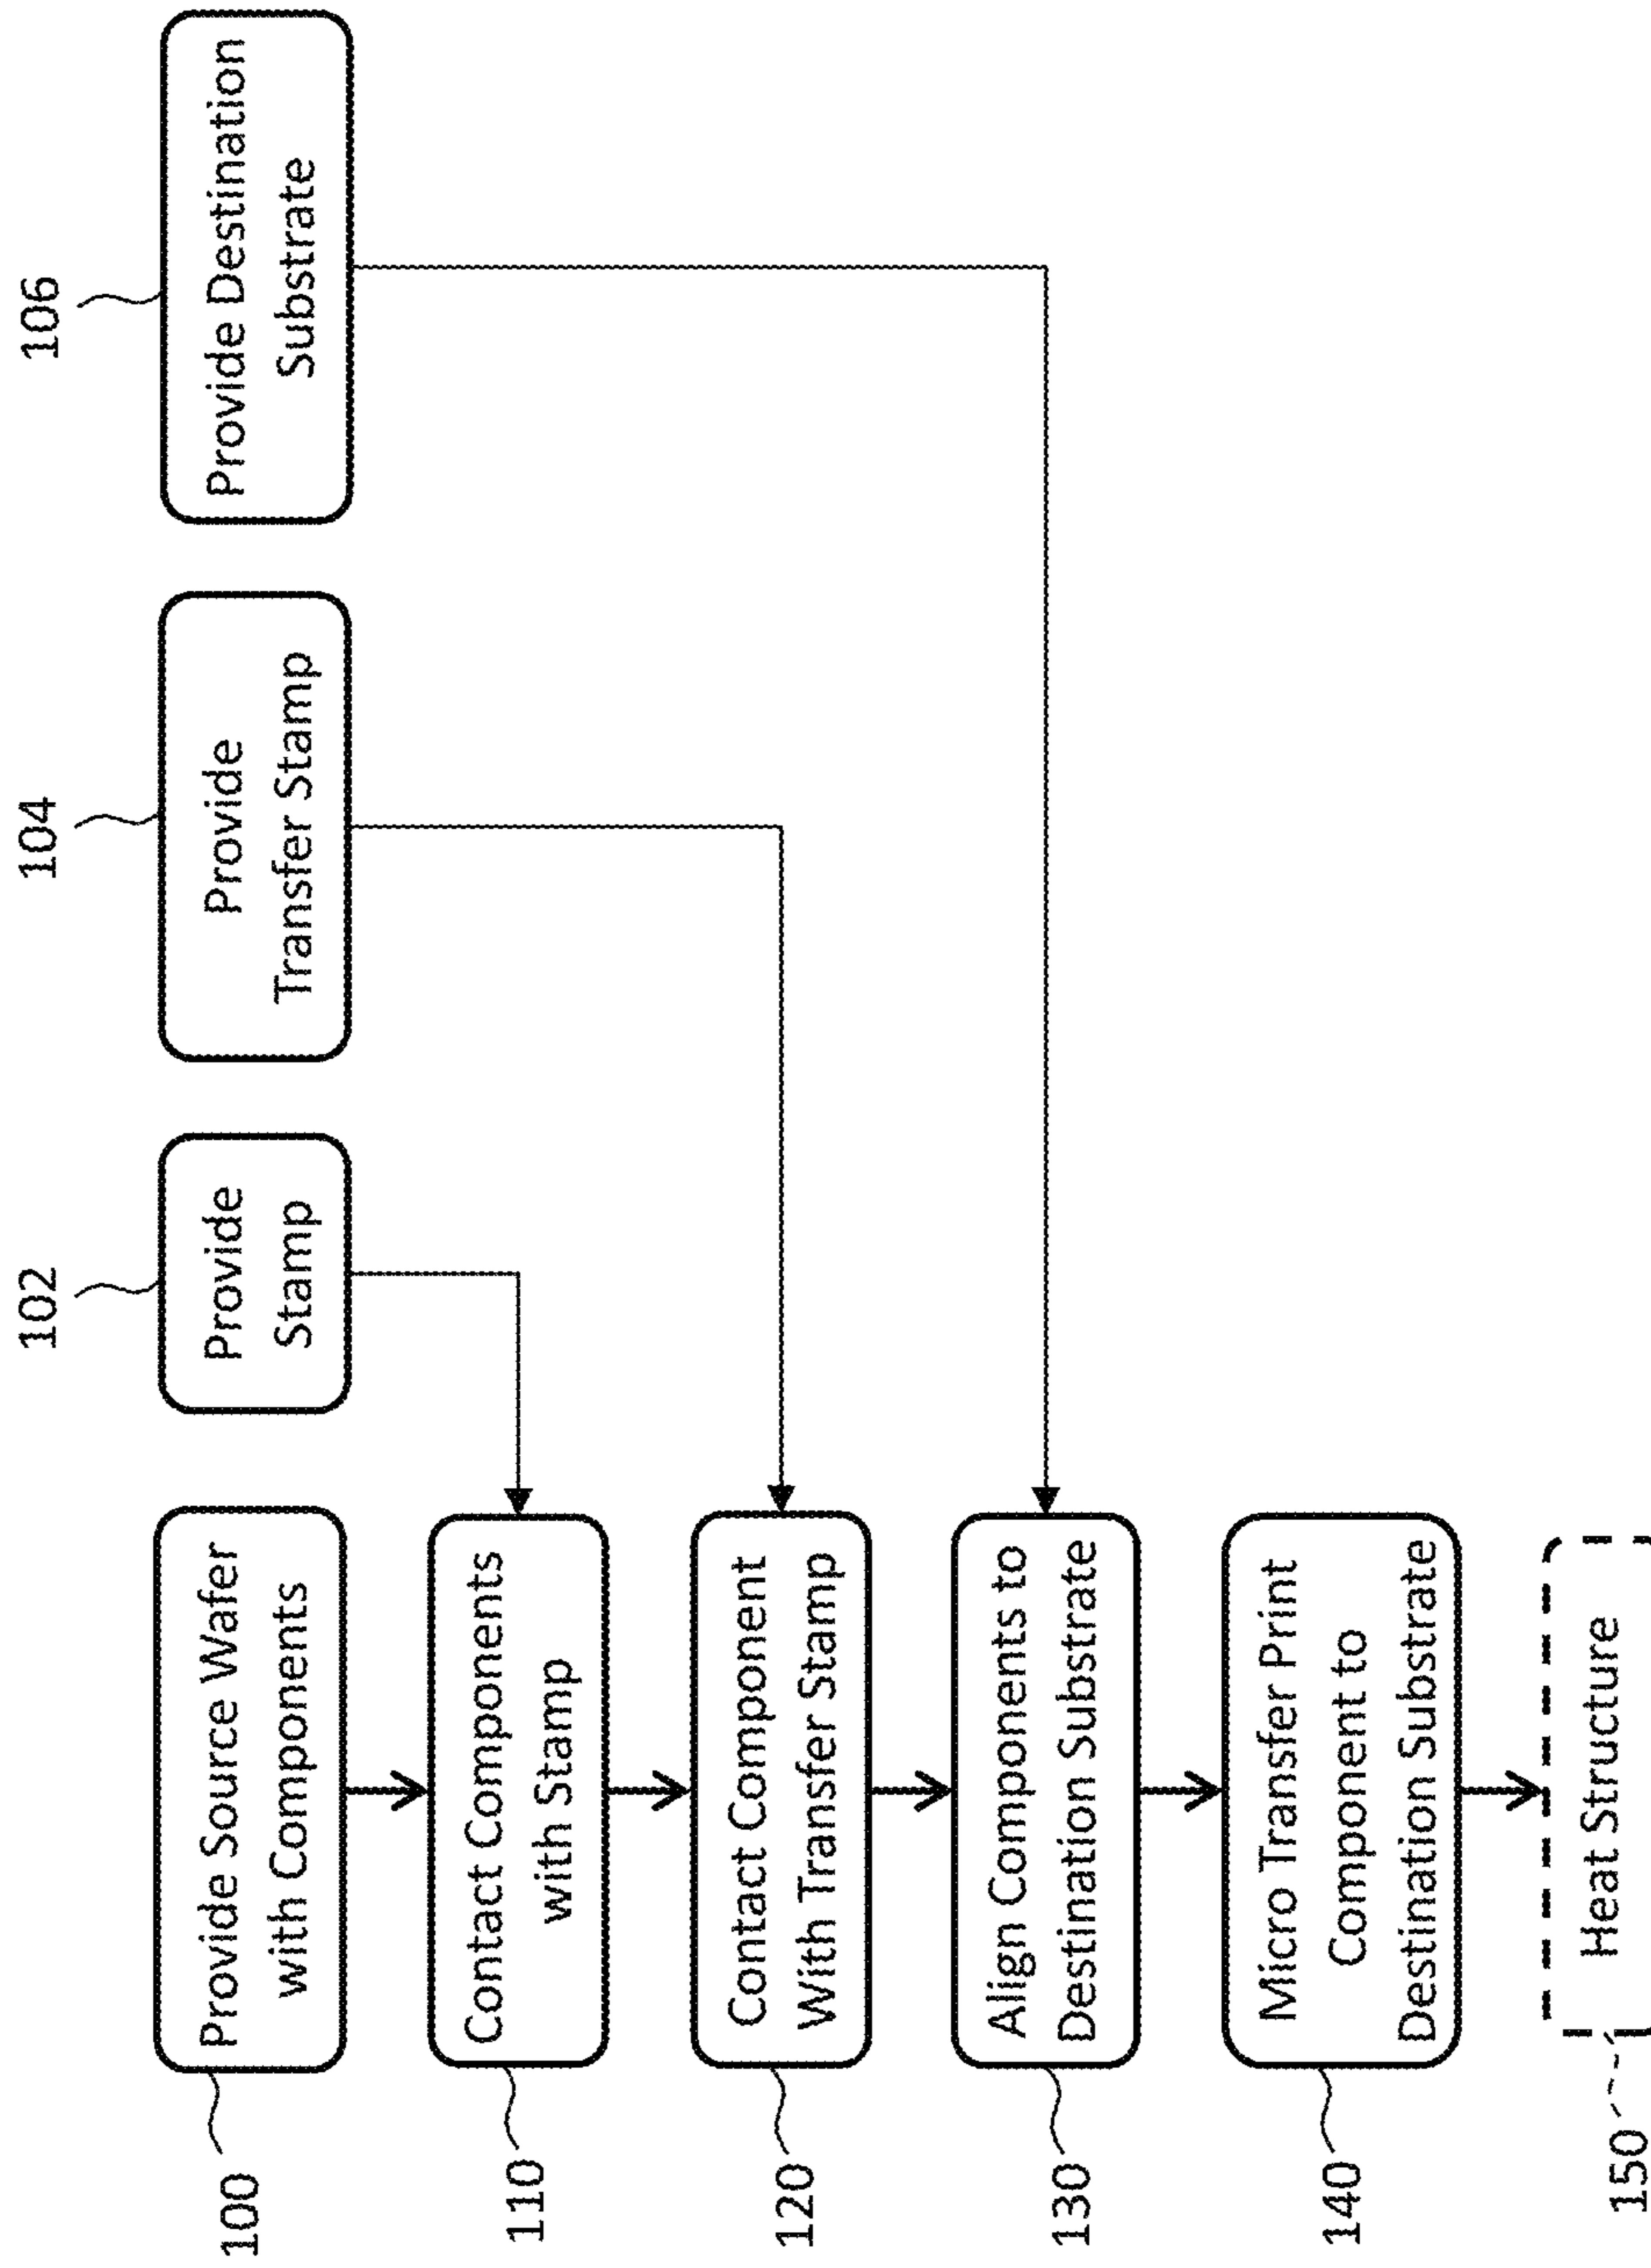 100
Provide Source Wafer
with Components
102
Provide
Stamp
104
Provide
Transfer Stamp
106
Provide Destination
Substrate
110
Contact Components
with Stamp
120
Contact Component
With Transfer Stamp
130
Align Components to
Destination Substrate
140
Micro Transfer Print
Component to
Destination Substrate
150
Heat Structure